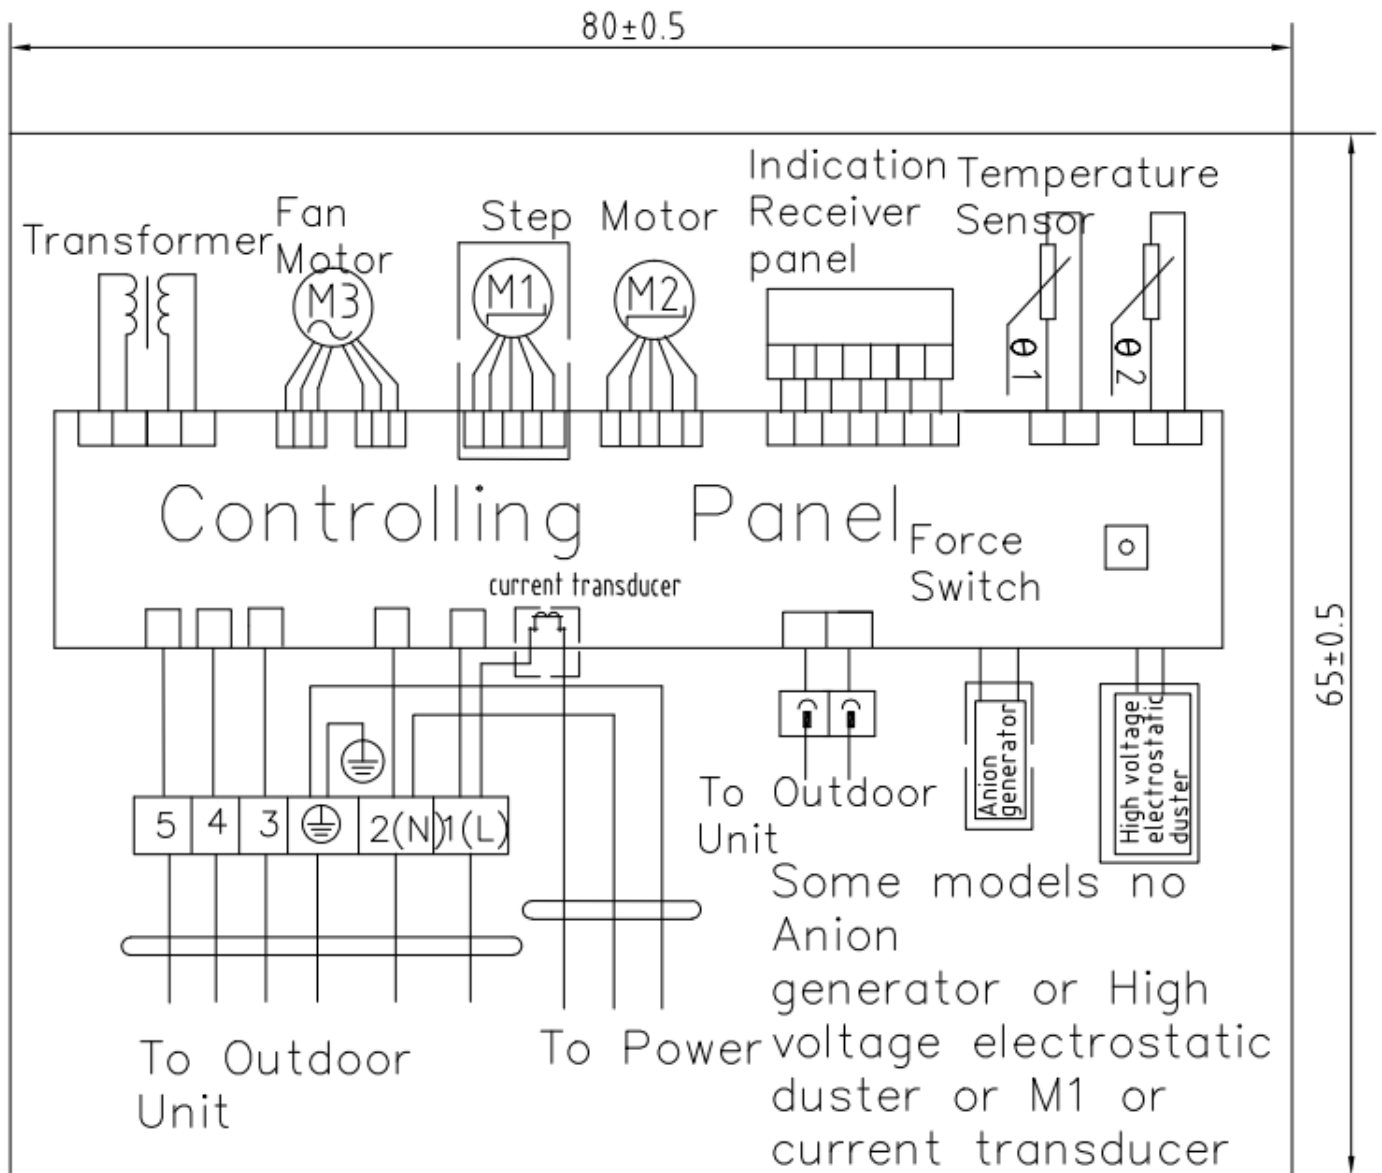 80±0.5
Indication
Receiver
panel
Temperature
Sensor
Fan
Motor
Step Motor
Transformer
M3
M1
M2
θ1
θ2
Controlling Panel
Force
Switch
current transducer
65±0.5
Anion
generator
High voltage
electrostatic
duster
To Outdoor
Unit
5 4 3 2(N) 1(L)
Some models no
Anion
generator or High
voltage electrostatic
duster or M1 or
current transducer
To Outdoor
Unit
To Power